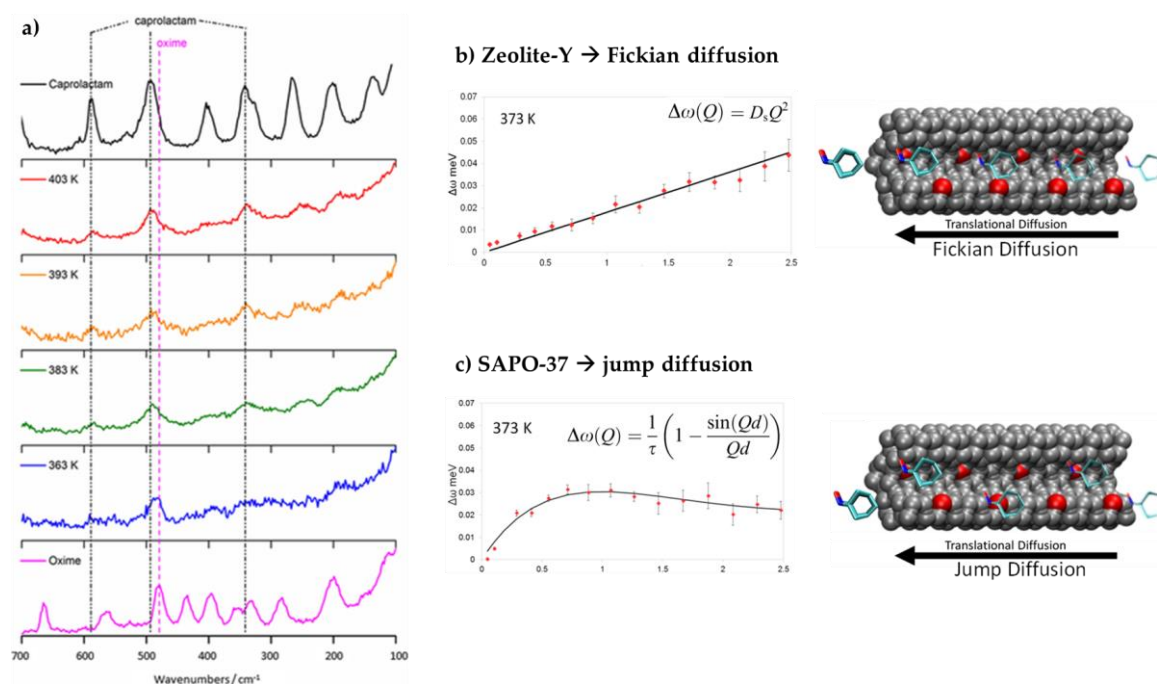 a)
caprolactam
oxime
Caprolactam
403 K
393 K
383 K
363 K
Oxime
700 600 500 400 300 200 100
Wavenumbers / cm⁻¹
b) Zeolite-Y → Fickian diffusion
373 K
Δω(Q) = DₛQ²
Δω meV
0.07
0.06
0.05
0.04
0.03
0.02
0.01
0
0 0.5 1 1.5 2 2.5
Translational Diffusion
Fickian Diffusion
c) SAPO-37 → jump diffusion
373 K
Δω(Q) = 1/τ (1 − sin(Qd)/Qd)
Δω meV
0.07
0.06
0.05
0.04
0.03
0.02
0.01
0
0 0.5 1 1.5 2 2.5
Translational Diffusion
Jump Diffusion